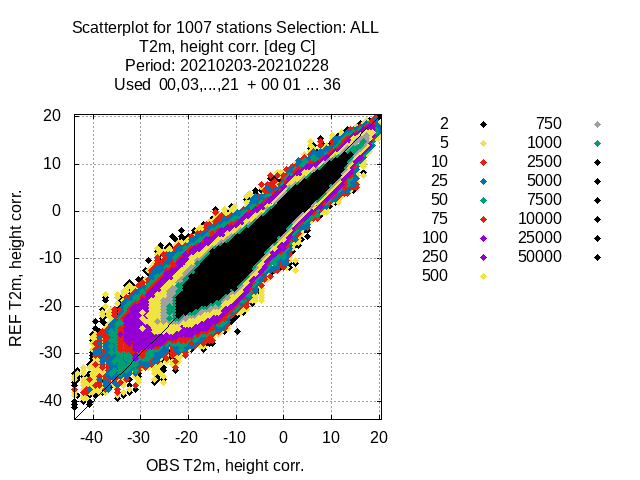 Scatterplot for 1007 stations Selection: ALL
T2m, height corr. [deg C]
Period: 20210203-20210228
Used  00,03,...,21  + 00 01 ... 36
20
10
0
-10
-20
-30
-40
REF T2m, height corr.
-40 -30 -20 -10 0 10 20
OBS T2m, height corr.
2 750
5 1000
10 2500
25 5000
50 7500
75 10000
100 25000
250 50000
500